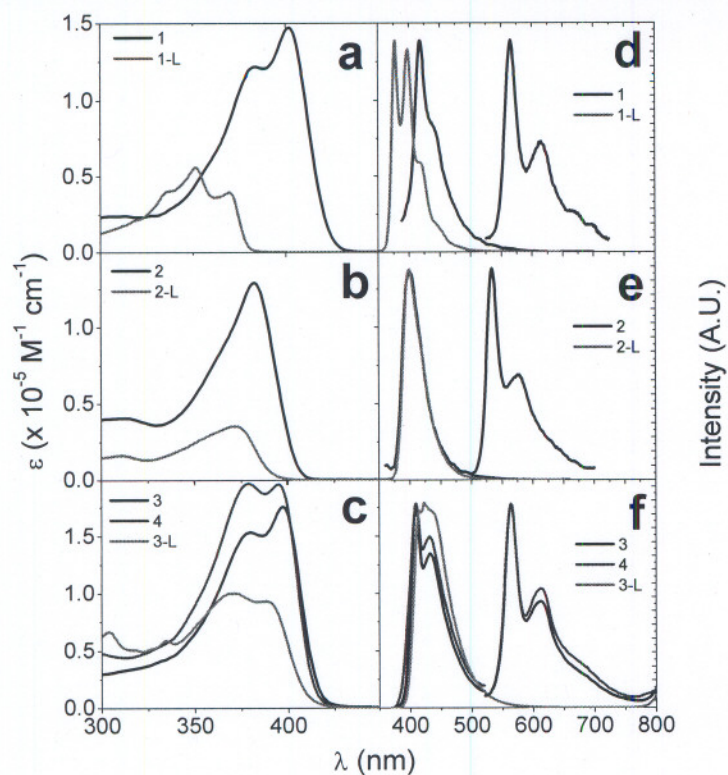 a
1
1-L
1.5
1.0
0.5
0.0
d
1
1-L
b
2
2-L
1.0
0.5
0.0
e
2
2-L
c
3
4
3-L
1.5
1.0
0.5
0.0
f
3
4
3-L
300 350 400
400 500 600 700 800
λ (nm)
ε (x 10⁻⁵ M⁻¹ cm⁻¹)
Intensity (A.U.)